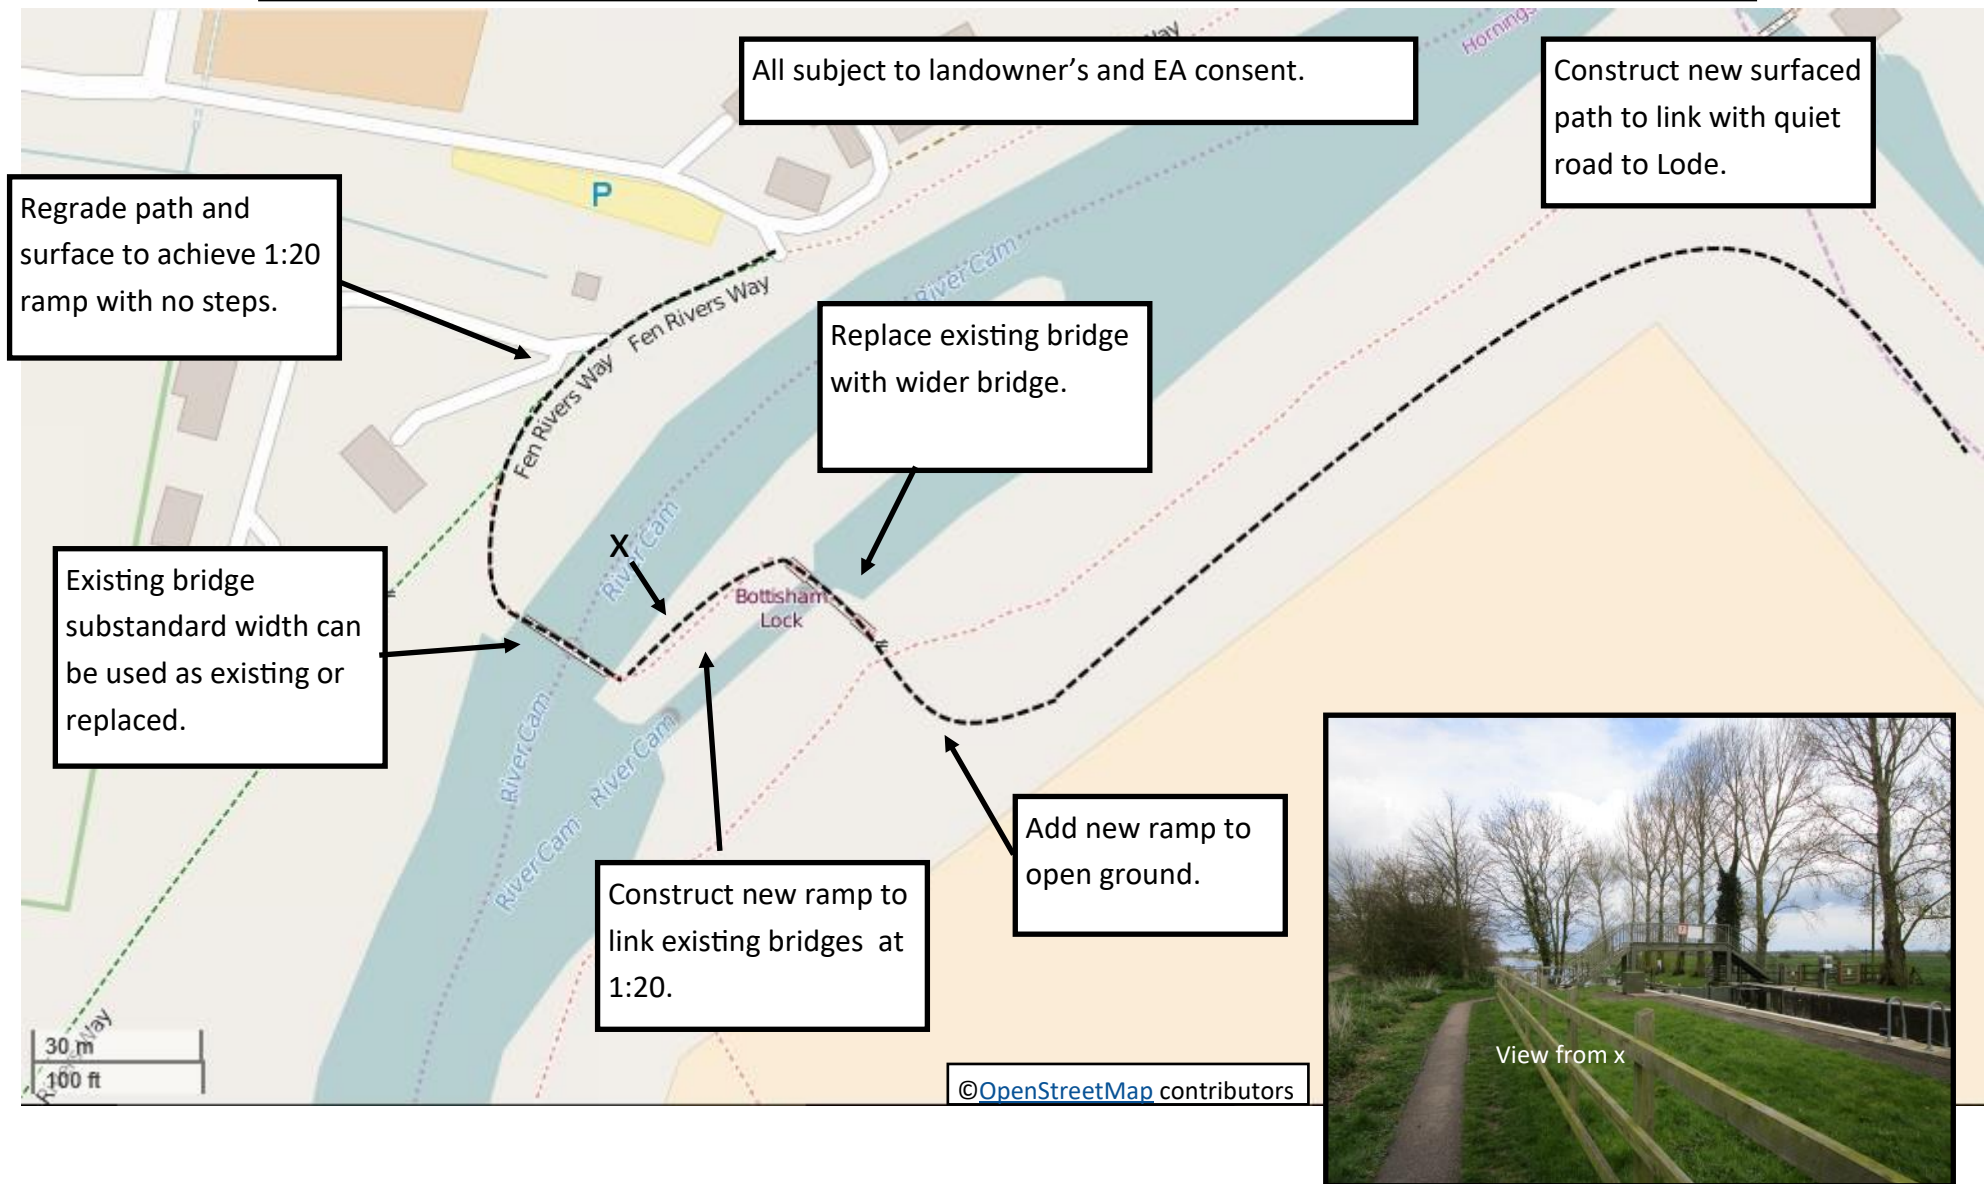 All subject to landowner’s and EA consent.
Construct new surfaced
path to link with quiet
road to Lode.
Regrade path and
surface to achieve 1:20
ramp with no steps.
P
River Cam
Fen Rivers Way
Fen Rivers Way
Replace existing bridge
with wider bridge.
X
River Cam
Bottisham
Lock
Existing bridge
substandard width can
be used as existing or
replaced.
River Cam
River Cam
River Cam
Add new ramp to
open ground.
Construct new ramp to
link existing bridges at
1:20.
Way
30 m
100 ft
©OpenStreetMap contributors
View from x